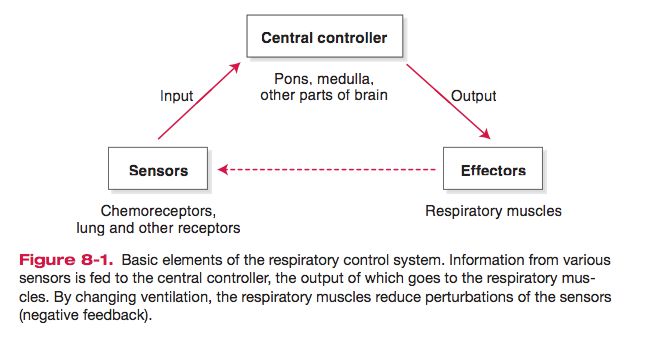 Central controller
Pons, medulla,
other parts of brain
Input
Output
Sensors
Effectors
Chemoreceptors,
lung and other receptors
Respiratory muscles
Figure 8-1. Basic elements of the respiratory control system. Information from various
sensors is fed to the central controller, the output of which goes to the respiratory mus-
cles. By changing ventilation, the respiratory muscles reduce perturbations of the sensors
(negative feedback).